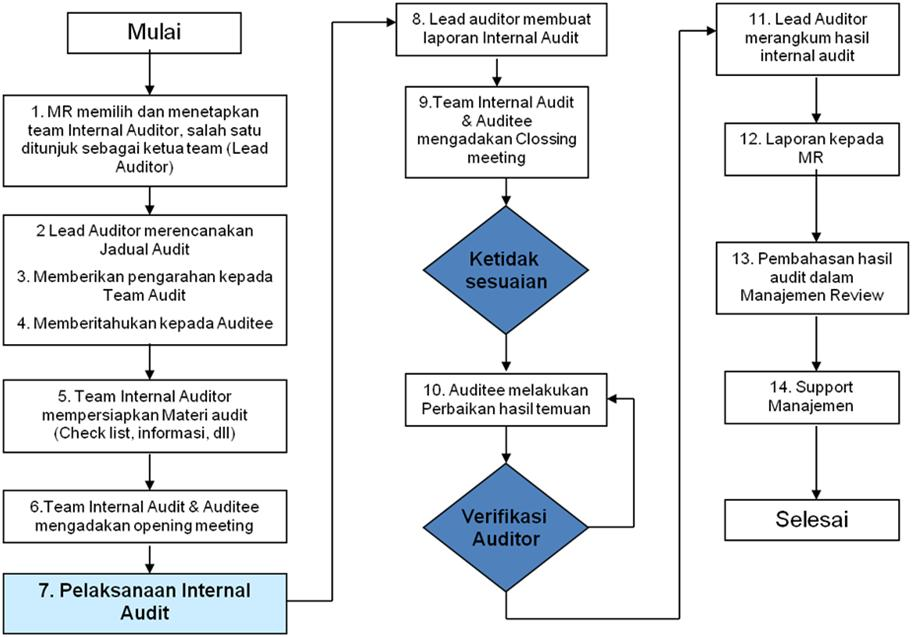 Mulai
1. MR memilih dan menetapkan
team Internal Auditor, salah satu
ditunjuk sebagai ketua team (Lead
Auditor)
2 Lead Auditor merencanakan
Jadual Audit
3. Memberikan pengarahan kepada
Team Audit
4. Memberitahukan kepada Auditee
5. Team Internal Auditor
mempersiapkan Materi audit
(Check list, informasi, dll)
6.Team Internal Audit & Auditee
mengadakan opening meeting
7. Pelaksanaan Internal
Audit
8. Lead auditor membuat
laporan Internal Audit
9.Team Internal Audit
& Auditee
mengadakan Clossing
meeting
Ketidak
sesuaian
10. Auditee melakukan
Perbaikan hasil temuan
Verifikasi
Auditor
11. Lead Auditor
merangkum hasil
internal audit
12. Laporan kepada
MR
13. Pembahasan hasil
audit dalam
Manajemen Review
14. Support
Manajemen
Selesai